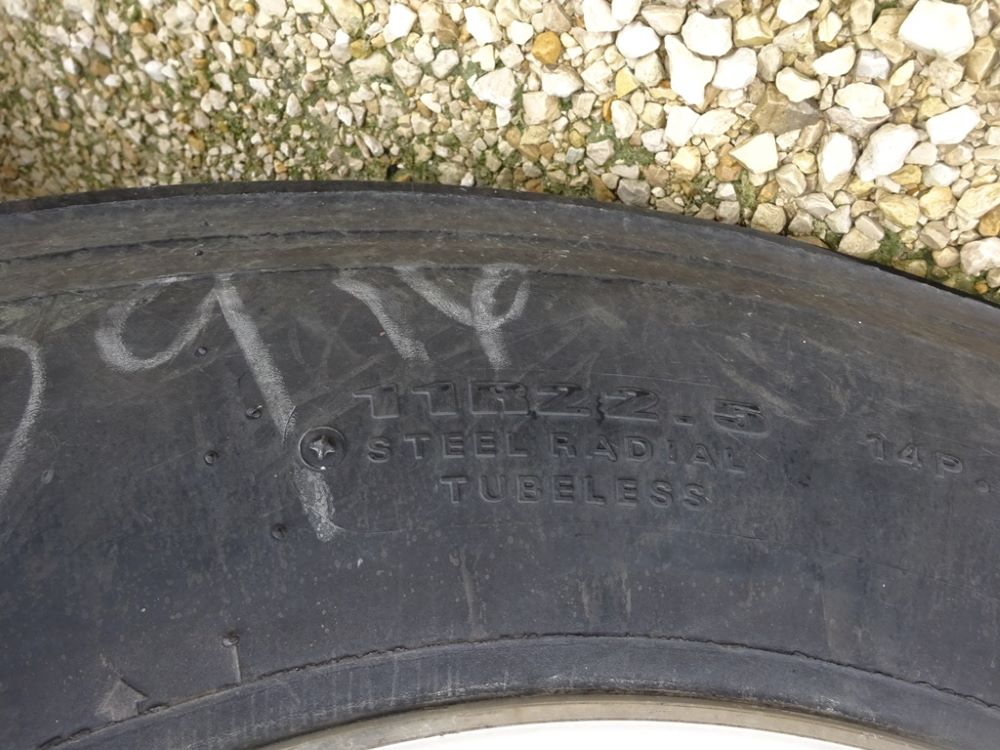 11R22.5
STEEL RADIAL
TUBELESS
14P.